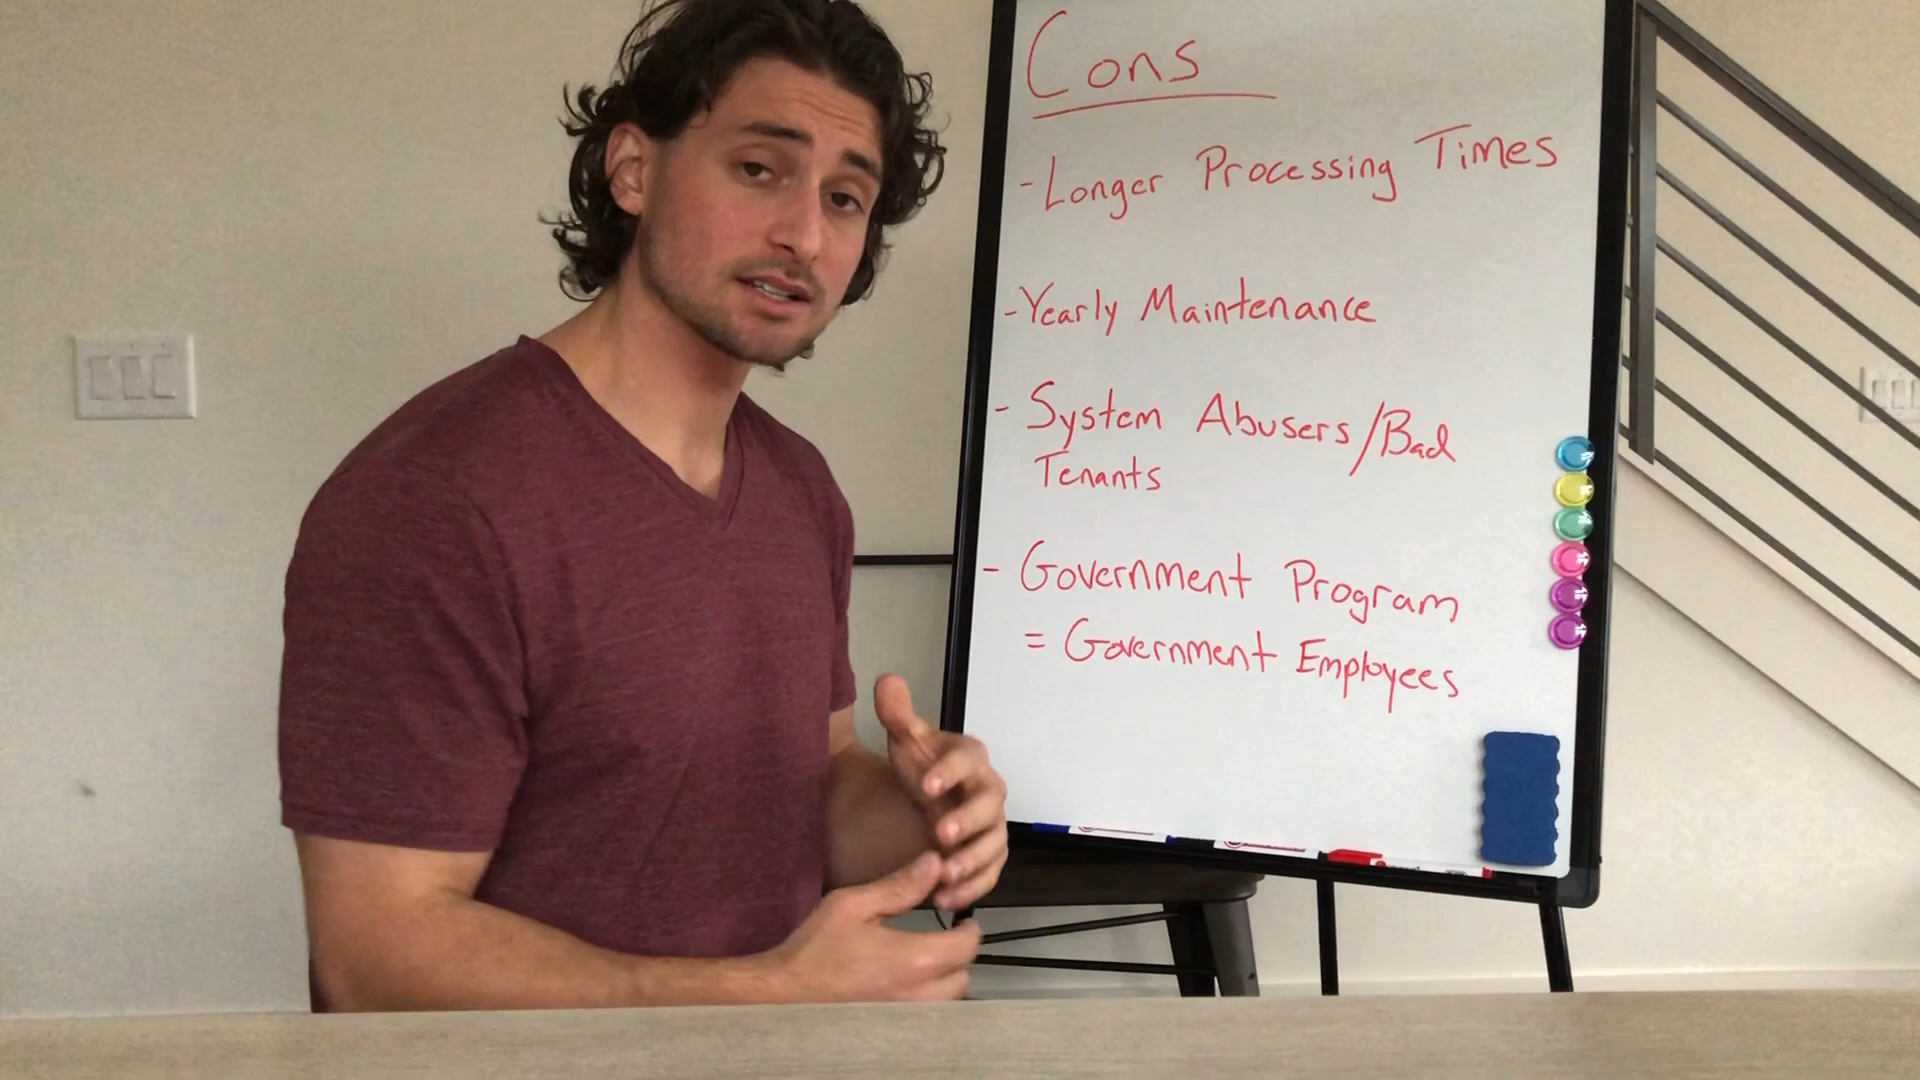 Cons
- Longer Processing Times
- Yearly Maintenance
- System Abusers/Bad
Tenants
- Government Program
= Government Employees